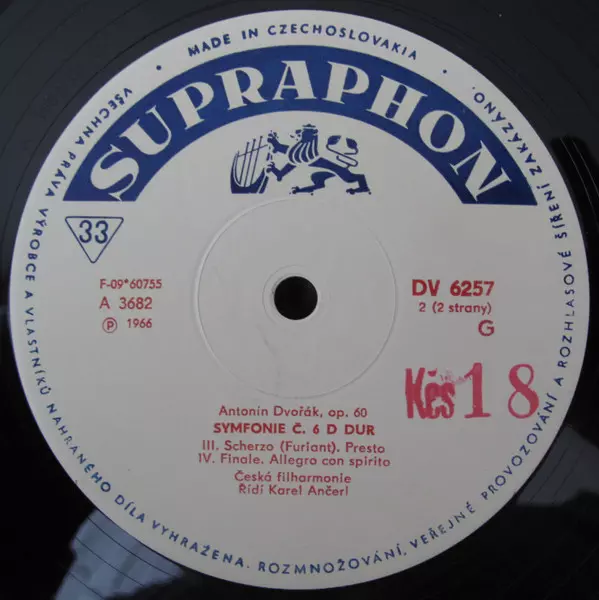 MADE IN CZECHOSLOVAKIA
SUPRAPHON
VŠECHNA PRÁVA VÝROBCE A VLASTNÍKŮ NAHRANÉHO DÍLA VYHRAŽENA. ROZMNOŽOVÁNÍ, VEŘEJNÉ PROVOZOVÁNÍ A ROZHLASOVÉ ŠÍŘENÍ ZAKÁZÁNO.
33
F-09*60755
A 3682
Ⓟ 1966
DV 6257
2 (2 strany)
G
Kčs 18
Antonín Dvořák, op. 60
SYMFONIE Č. 6 D DUR
III. Scherzo (Furiant). Presto
IV. Finale. Allegro con spirito
Česká filharmonie
Řídí Karel Ančerl